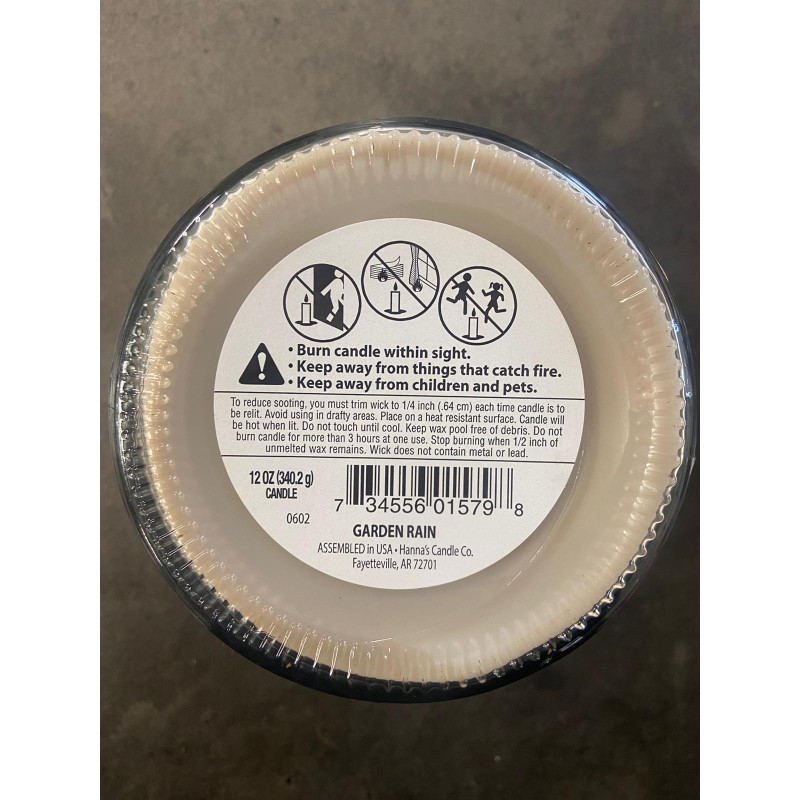 • Burn candle within sight.
• Keep away from things that catch fire.
• Keep away from children and pets.
To reduce sooting, you must trim wick to 1/4 inch (.64 cm) each time candle is to
be relit. Avoid using in drafty areas. Place on a heat resistant surface. Candle will
be hot when lit. Do not touch until cool. Keep wax pool free of debris. Do not
burn candle for more than 3 hours at one use. Stop burning when 1/2 inch of
unmelted wax remains. Wick does not contain metal or lead.
12 OZ (340.2 g)
CANDLE
0602
7 34556 01579 8
GARDEN RAIN
ASSEMBLED in USA • Hanna's Candle Co.
Fayetteville, AR 72701